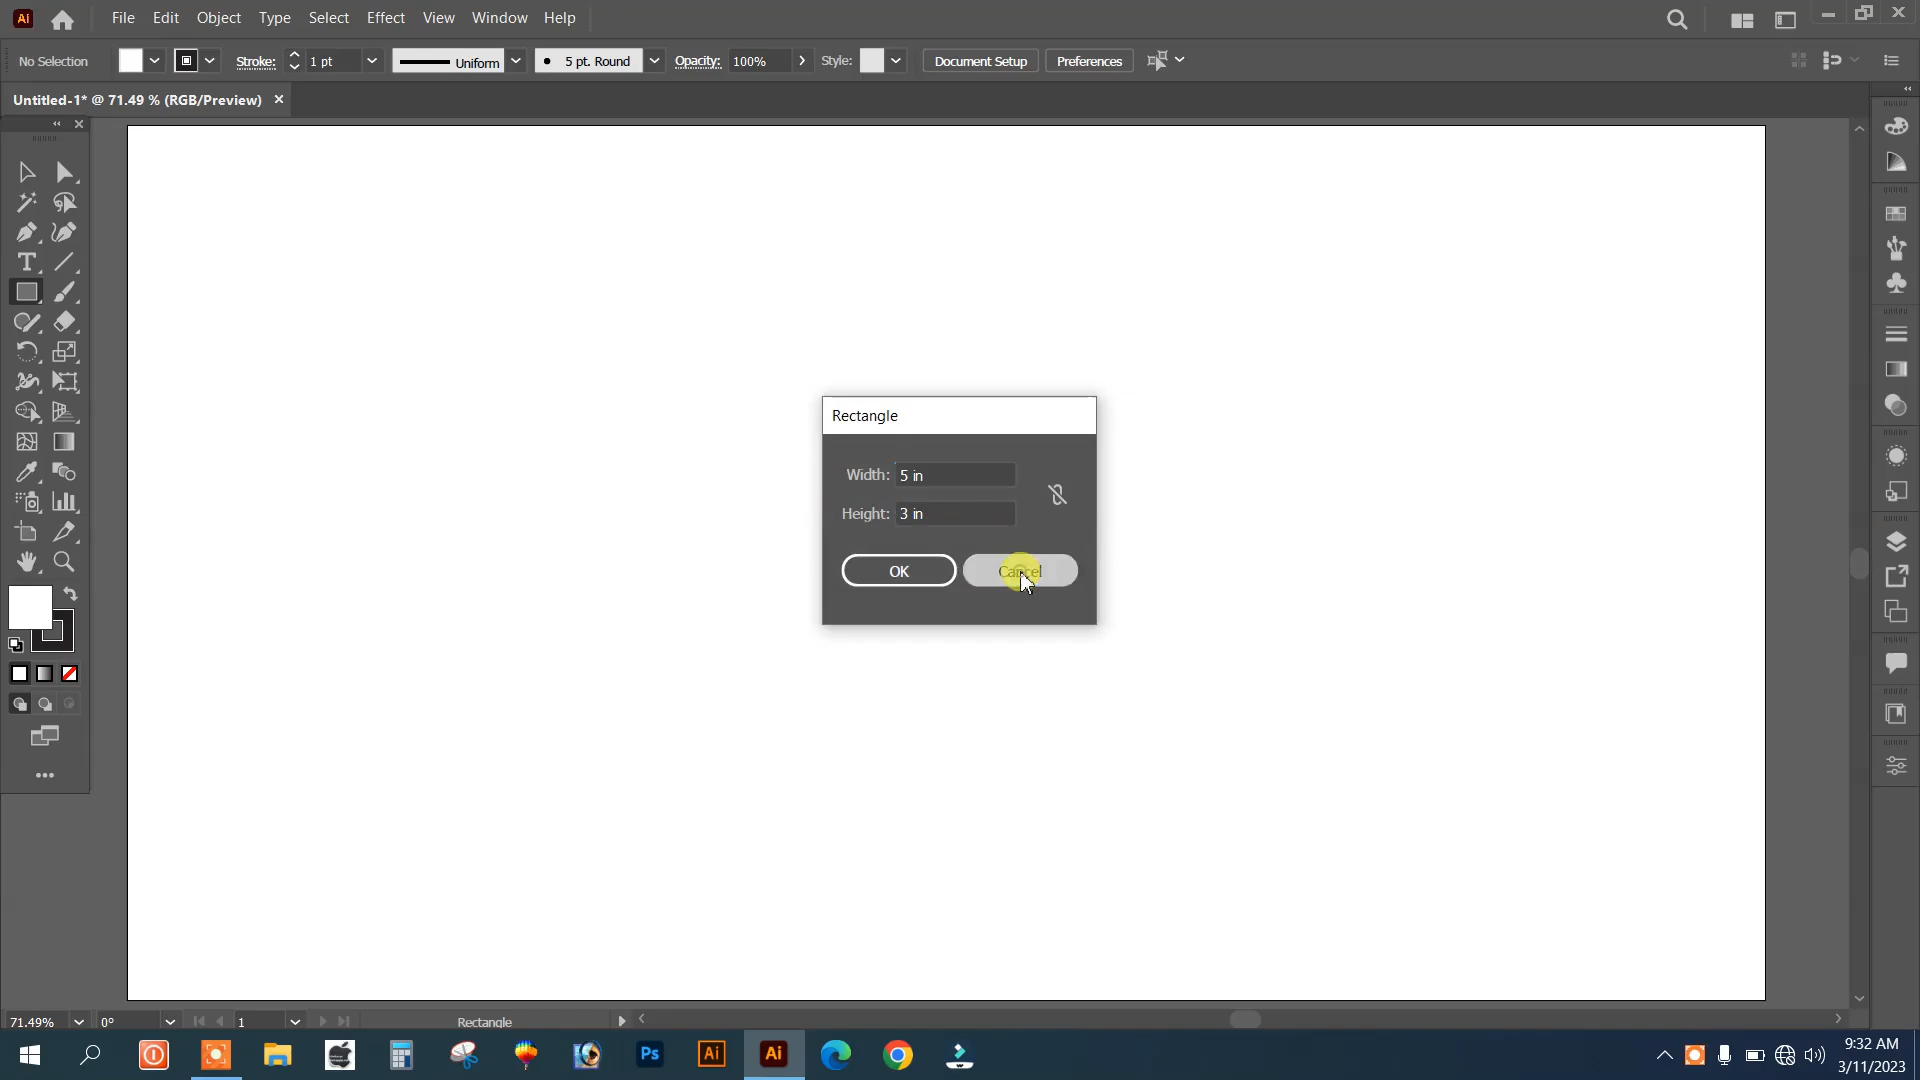 Ai File Edit Object Type Select Effect View Window Help
No Selection Stroke: 1 pt Uniform 5 pt. Round Opacity: 100% Style: Document Setup Preferences
Untitled-1* @ 71.49 % (RGB/Preview)
Rectangle
Width: 5 in
Height: 3 in
OK Cancel
71.49% 0° 1 Rectangle
Ps Ai Ai
9:32 AM
3/11/2023